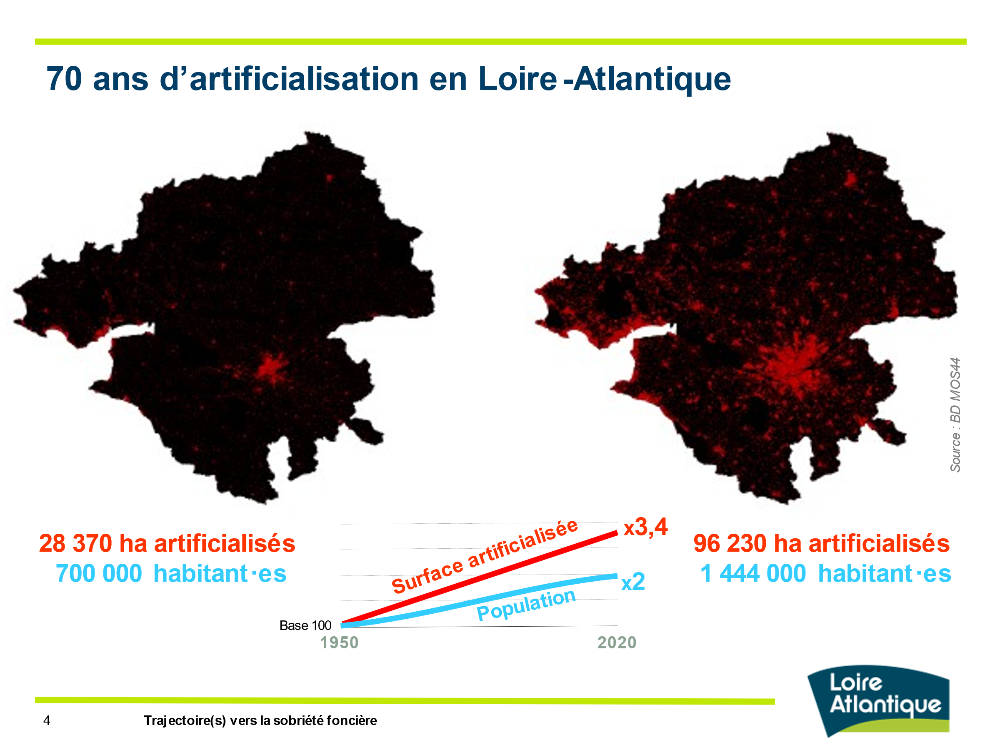 70 ans d’artificialisation en Loire-Atlantique
Source : BD MOS44
28 370 ha artificialisés
700 000 habitant·es
Surface artificialisée
x3,4
Population
x2
Base 100
1950
2020
96 230 ha artificialisés
1 444 000 habitant·es
Loire
Atlantique
4
Trajectoire(s) vers la sobriété foncière